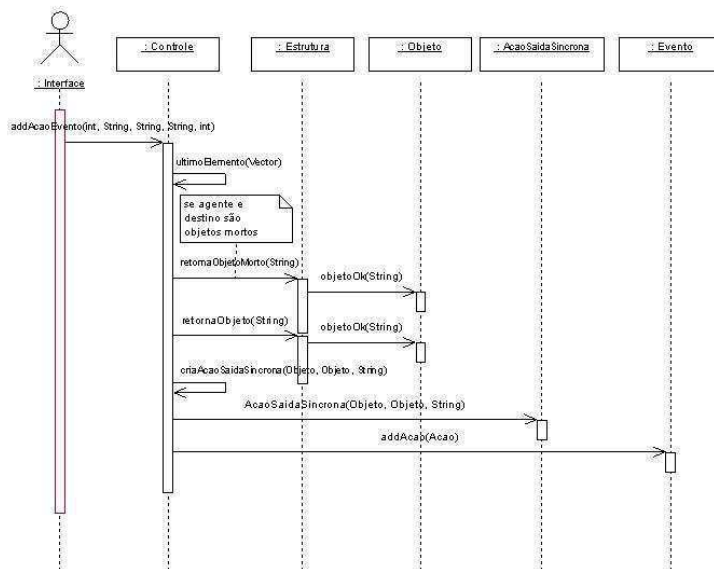 : Interface
: Controle
: Estrutura
: Objeto
: AcaoSaidaSincrona
: Evento
addAcaoEvento(int, String, String, String, int)
ultimoElemento(Vector)
se agente e
destino são
objetos mortos
retornaObjetoMorto(String)
objetoOk(String)
retornaObjeto(String)
objetoOk(String)
criaAcaoSaidaSincrona(Objeto, Objeto, String)
AcaoSaidaSincrona(Objeto, Objeto, String)
addAcao(Acao)